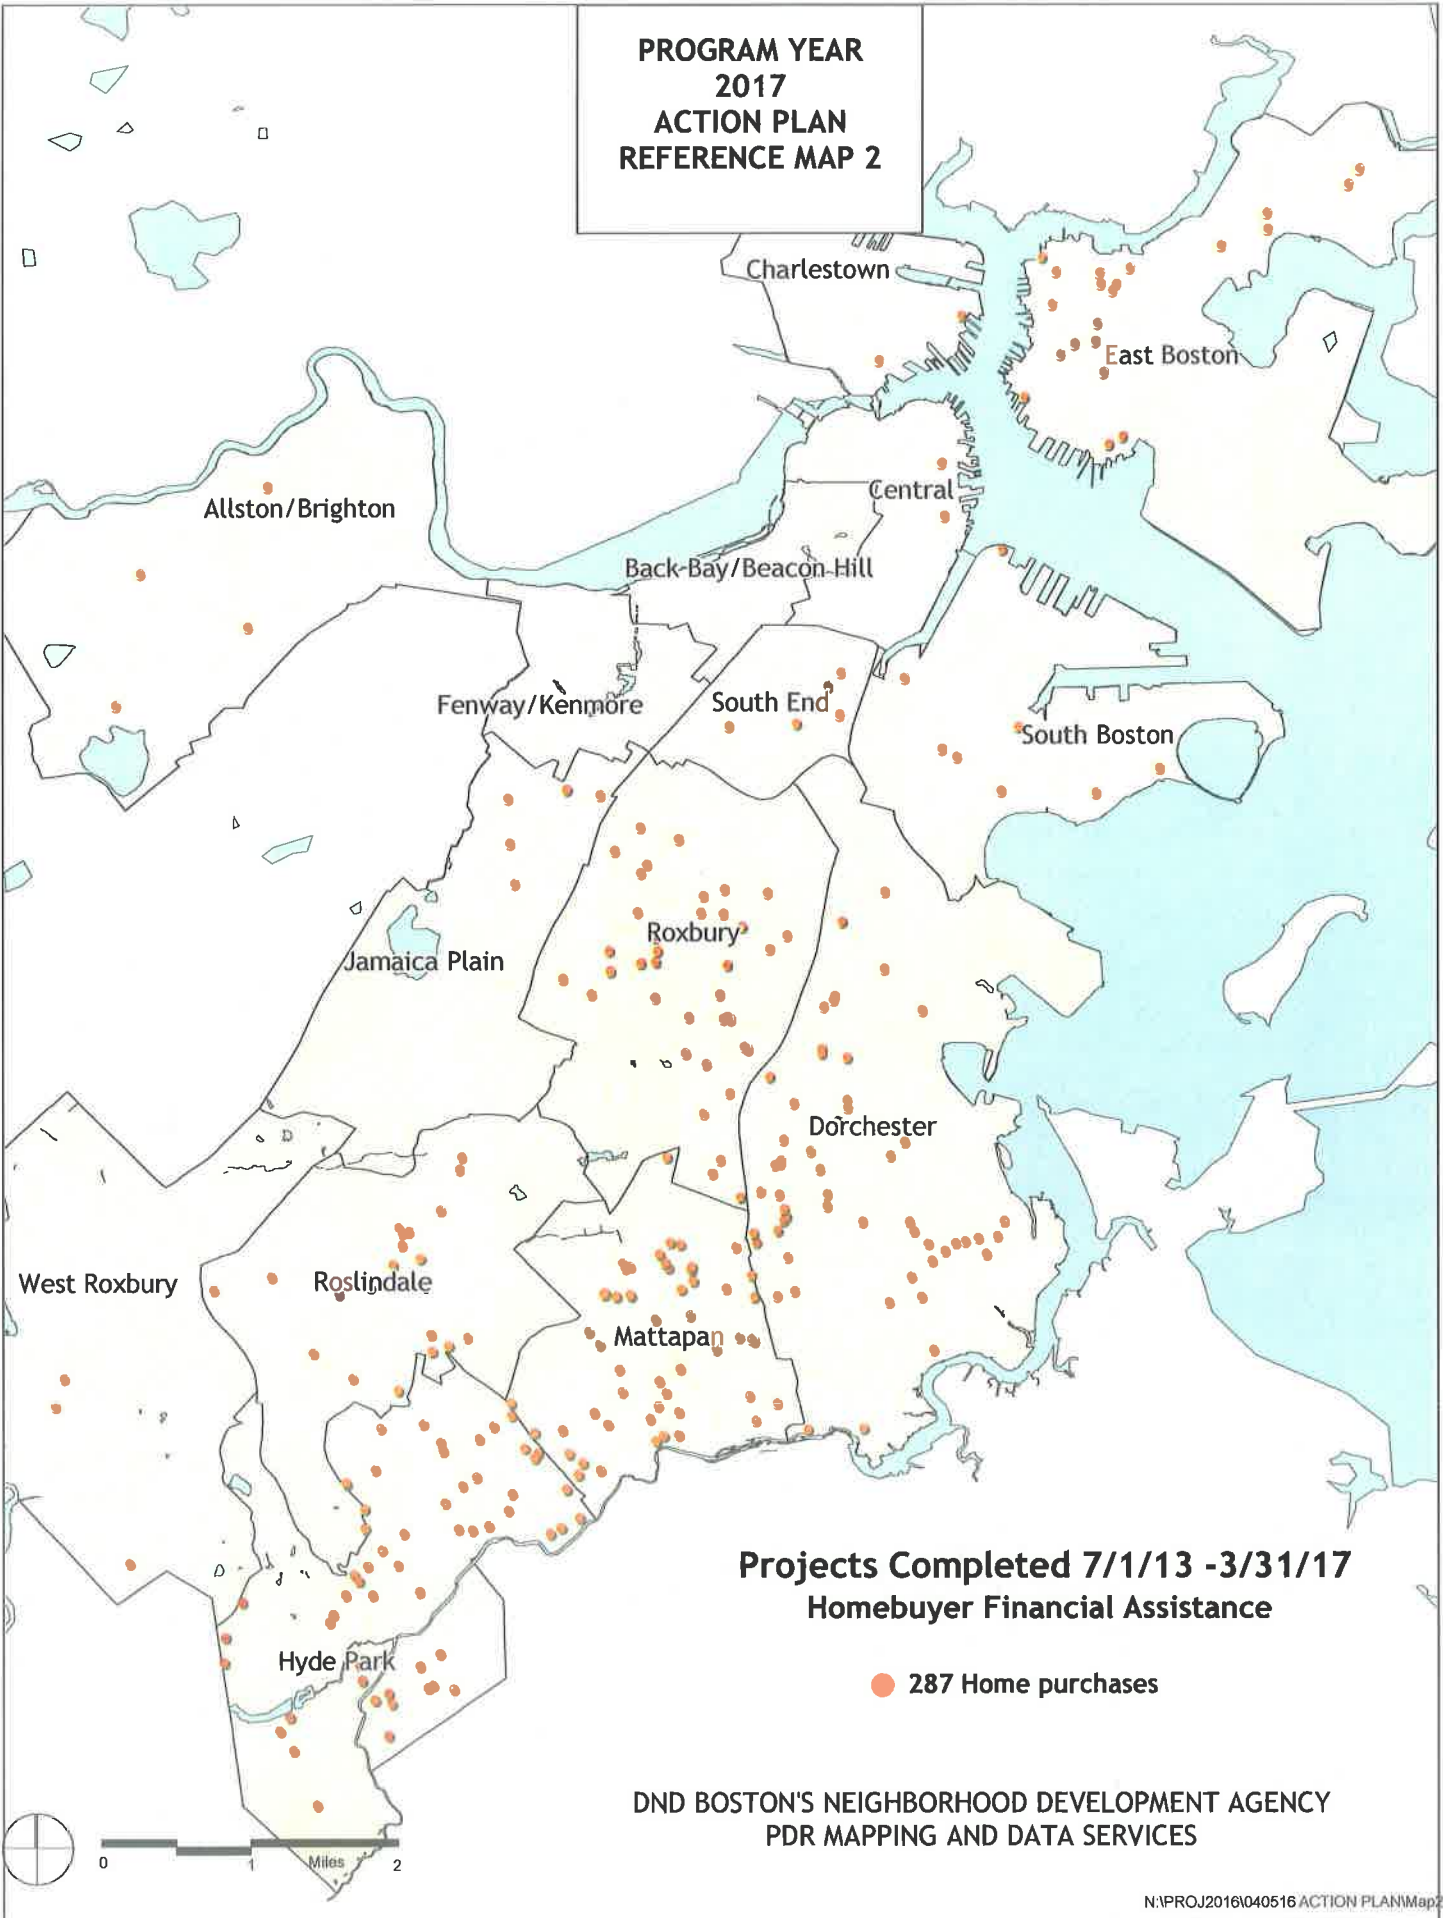 PROGRAM YEAR
2017
ACTION PLAN
REFERENCE MAP 2
Charlestown
East Boston
Allston/Brighton
Central
Back-Bay/Beacon Hill
Fenway/Kenmore
South End
South Boston
Roxbury
Jamaica Plain
Dorchester
West Roxbury
Roslindale
Mattapan
Projects Completed 7/1/13 -3/31/17
Homebuyer Financial Assistance
Hyde Park
287 Home purchases
DND BOSTON'S NEIGHBORHOOD DEVELOPMENT AGENCY
PDR MAPPING AND DATA SERVICES
0 1 Miles 2
N:\PROJ2016\040516 ACTION PLAN\Map2